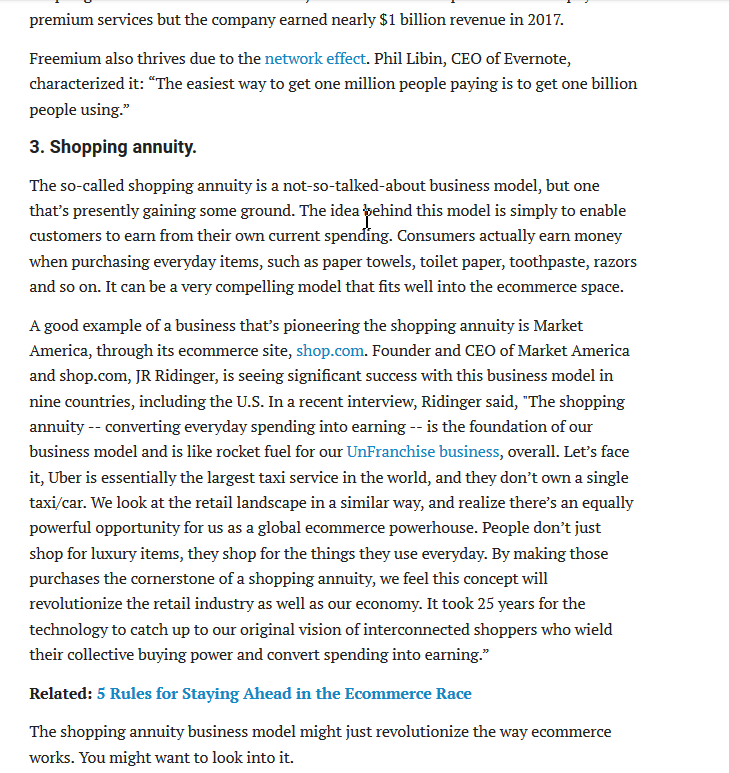 premium services but the company earned nearly $1 billion revenue in 2017.
Freemium also thrives due to the network effect. Phil Libin, CEO of Evernote,
characterized it: “The easiest way to get one million people paying is to get one billion
people using.”
3. Shopping annuity.
The so-called shopping annuity is a not-so-talked-about business model, but one
that’s presently gaining some ground. The idea behind this model is simply to enable
customers to earn from their own current spending. Consumers actually earn money
when purchasing everyday items, such as paper towels, toilet paper, toothpaste, razors
and so on. It can be a very compelling model that fits well into the ecommerce space.
A good example of a business that’s pioneering the shopping annuity is Market
America, through its ecommerce site, shop.com. Founder and CEO of Market America
and shop.com, JR Ridinger, is seeing significant success with this business model in
nine countries, including the U.S. In a recent interview, Ridinger said, "The shopping
annuity -- converting everyday spending into earning -- is the foundation of our
business model and is like rocket fuel for our UnFranchise business, overall. Let’s face
it, Uber is essentially the largest taxi service in the world, and they don’t own a single
taxi/car. We look at the retail landscape in a similar way, and realize there’s an equally
powerful opportunity for us as a global ecommerce powerhouse. People don’t just
shop for luxury items, they shop for the things they use everyday. By making those
purchases the cornerstone of a shopping annuity, we feel this concept will
revolutionize the retail industry as well as our economy. It took 25 years for the
technology to catch up to our original vision of interconnected shoppers who wield
their collective buying power and convert spending into earning.”
Related: 5 Rules for Staying Ahead in the Ecommerce Race
The shopping annuity business model might just revolutionize the way ecommerce
works. You might want to look into it.